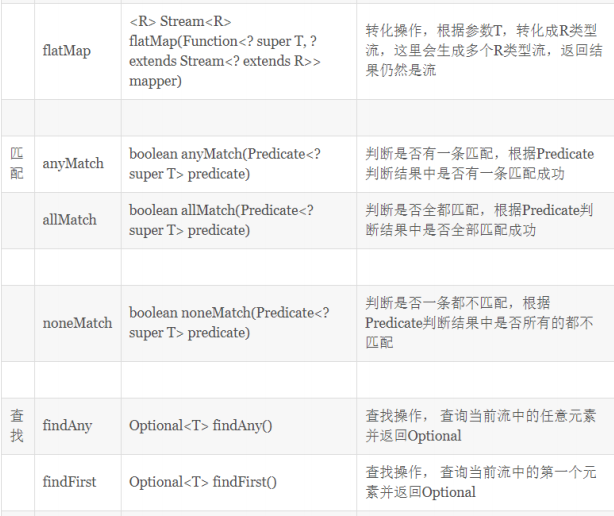 flatMap
<R> Stream<R>
flatMap(Function<? super T, ?
extends Stream<? extends R>>
mapper)
转化操作，根据参数T，转化成R类型
流，这里会生成多个R类型流，返回结
果仍然是流
匹
配
anyMatch
boolean anyMatch(Predicate<?
super T> predicate)
判断是否有一条匹配，根据Predicate
判断结果中是否有一条匹配成功
allMatch
boolean allMatch(Predicate<?
super T> predicate)
判断是否全都匹配，根据Predicate判
断结果中是否全部匹配成功
noneMatch
boolean noneMatch(Predicate<?
super T> predicate)
判断是否一条都不匹配，根据
Predicate判断结果中是否所有的都不
匹配
查
找
findAny
Optional<T> findAny()
查找操作， 查询当前流中的任意元素
并返回Optional
findFirst
Optional<T> findFirst()
查找操作， 查询当前流中的第一个元
素并返回Optional